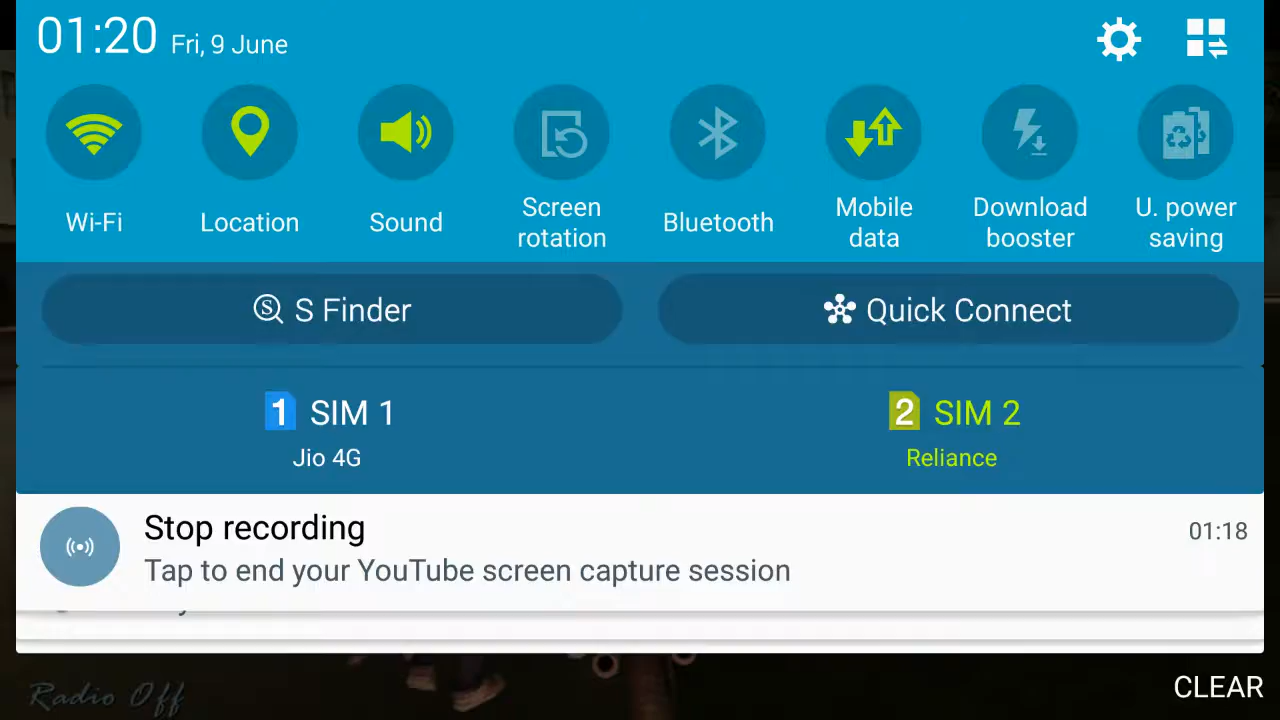 01:20 Fri, 9 June
Wi-Fi
Location
Sound
Screen
rotation
Bluetooth
Mobile
data
Download
booster
U. power
saving
S Finder
Quick Connect
1 SIM 1
Jio 4G
2 SIM 2
Reliance
Stop recording
01:18
Tap to end your YouTube screen capture session
Radio Off
CLEAR